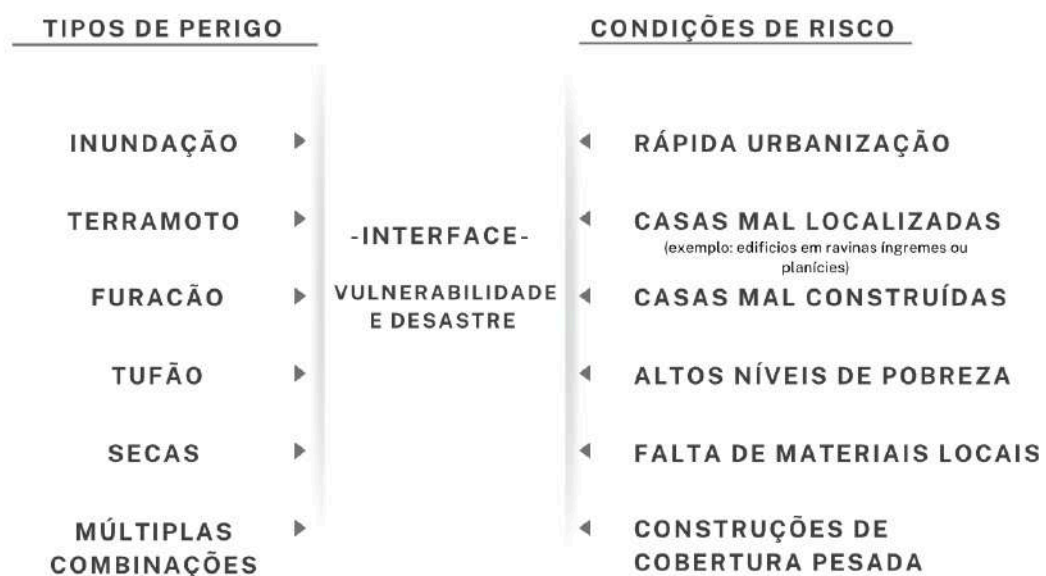 TIPOS DE PERIGO
INUNDAÇÃO
TERRAMOTO
FURACÃO
TUFÃO
SECAS
MÚLTIPLAS
COMBINAÇÕES
-INTERFACE-
VULNERABILIDADE
E DESASTRE
CONDIÇÕES DE RISCO
RÁPIDA URBANIZAÇÃO
CASAS MAL LOCALIZADAS
(exemplo: edificios em ravinas íngremes ou
planícies)
CASAS MAL CONSTRUÍDAS
ALTOS NÍVEIS DE POBREZA
FALTA DE MATERIAIS LOCAIS
CONSTRUÇÕES DE
COBERTURA PESADA